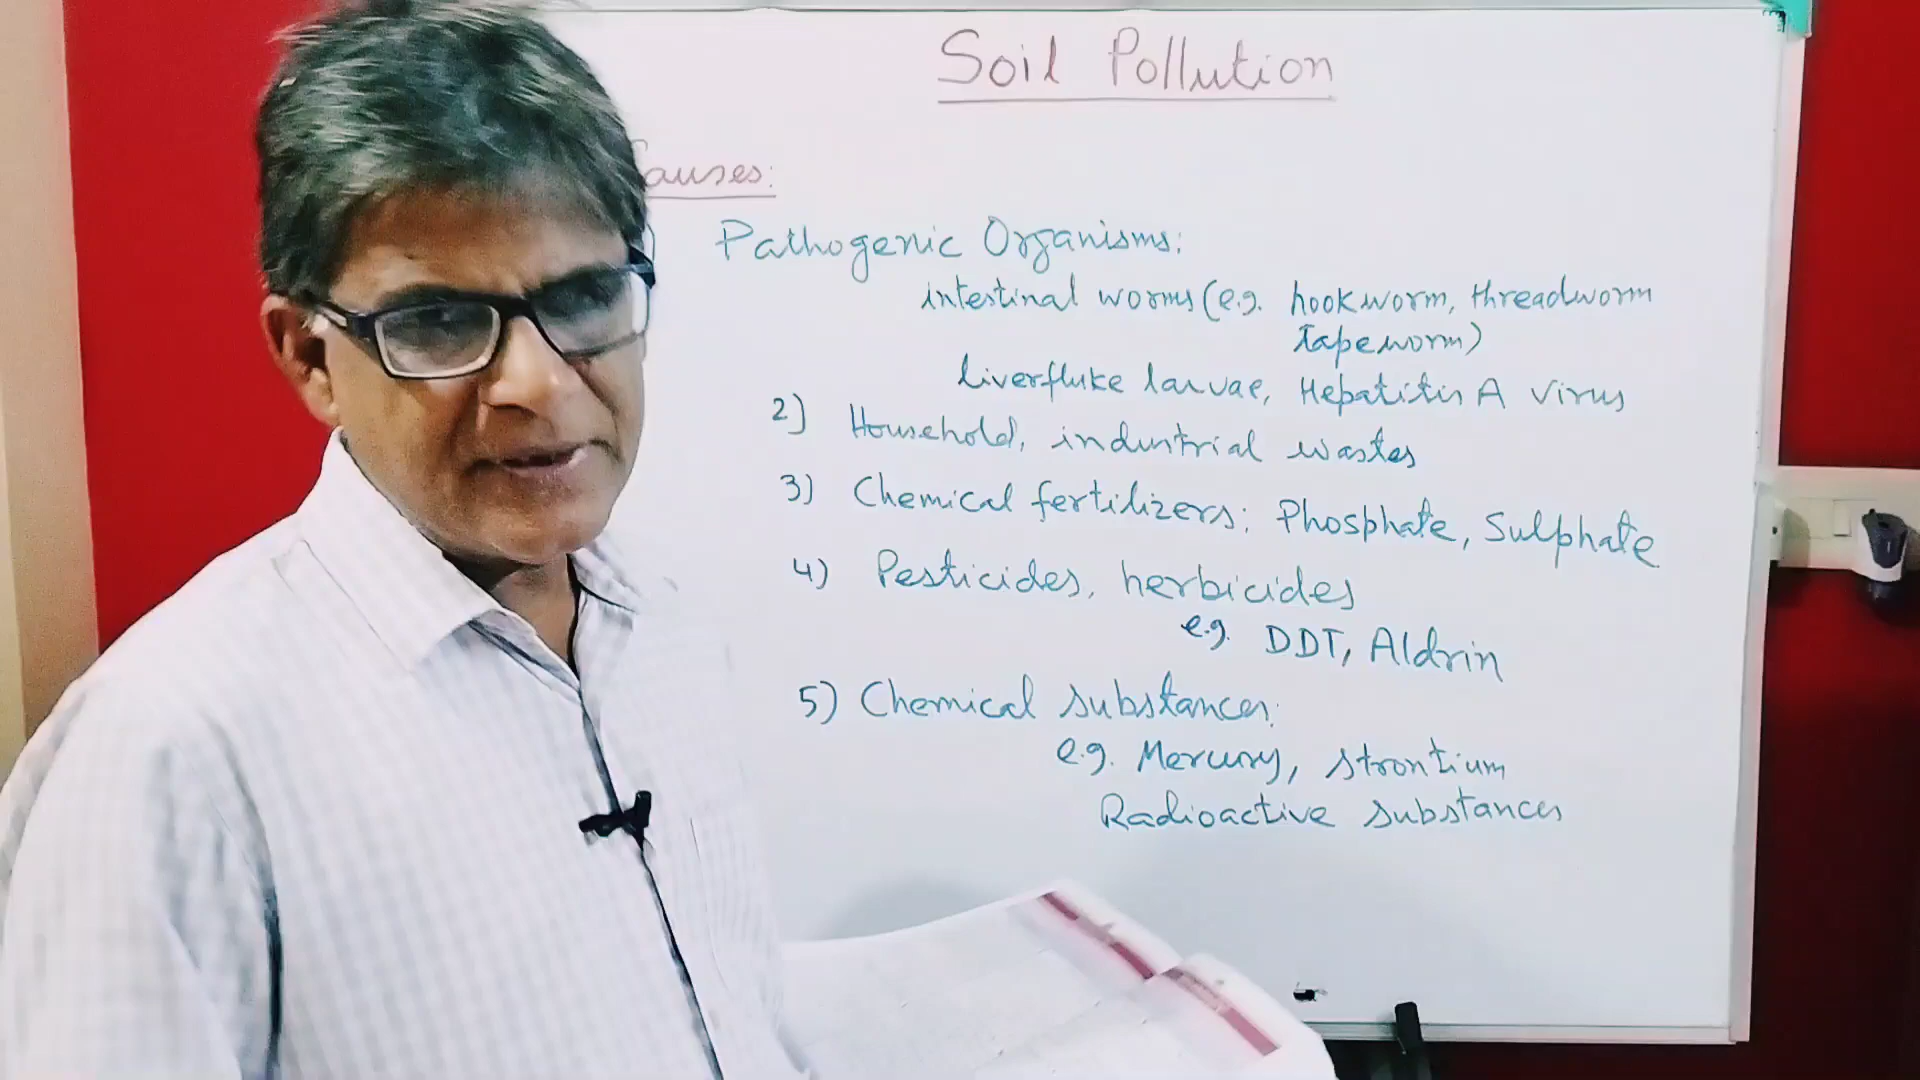 Soil Pollution
auses:
) Pathogenic Organisms:
intestinal worms (e.g. hookworm, threadworm
tapeworm)
liverfluke larvae, Hepatitis A virus
2) Household, industrial wastes
3) Chemical fertilizers: Phosphate, Sulphate
4) Pesticides, herbicides
e.g. DDT, Aldrin
5) Chemical substances:
e.g. Mercury, strontium
Radioactive substances